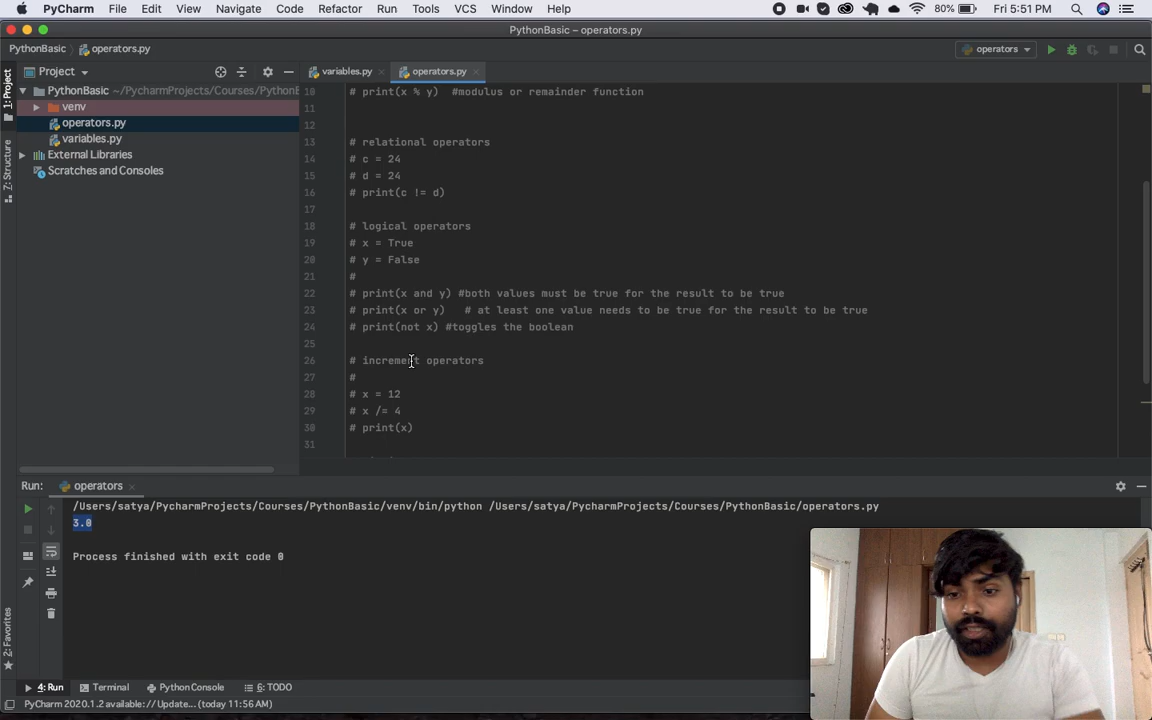 PyCharm File Edit View Navigate Code Refactor Run Tools VCS Window Help 80% Fri 5:51 PM
PythonBasic – operators.py
PythonBasic operators.py operators
Project variables.py operators.py
1: Project
PythonBasic ~/PycharmProjects/Courses/PythonB
venv
operators.py
variables.py
External Libraries
Scratches and Consoles
Z: Structure
10 # print(x % y) #modulus or remainder function
11
12
13 # relational operators
14 # c = 24
15 # d = 24
16 # print(c != d)
17
18 # logical operators
19 # x = True
20 # y = False
21 #
22 # print(x and y) #both values must be true for the result to be true
23 # print(x or y) # at least one value needs to be true for the result to be true
24 # print(not x) #toggles the boolean
25
26 # increment operators
27 #
28 # x = 12
29 # x /= 4
30 # print(x)
31
Run: operators
/Users/satya/PycharmProjects/Courses/PythonBasic/venv/bin/python /Users/satya/PycharmProjects/Courses/PythonBasic/operators.py
3.0
Process finished with exit code 0
2: Favorites
4: Run Terminal Python Console 6: TODO
PyCharm 2020.1.2 available: // Update... (today 11:56 AM)